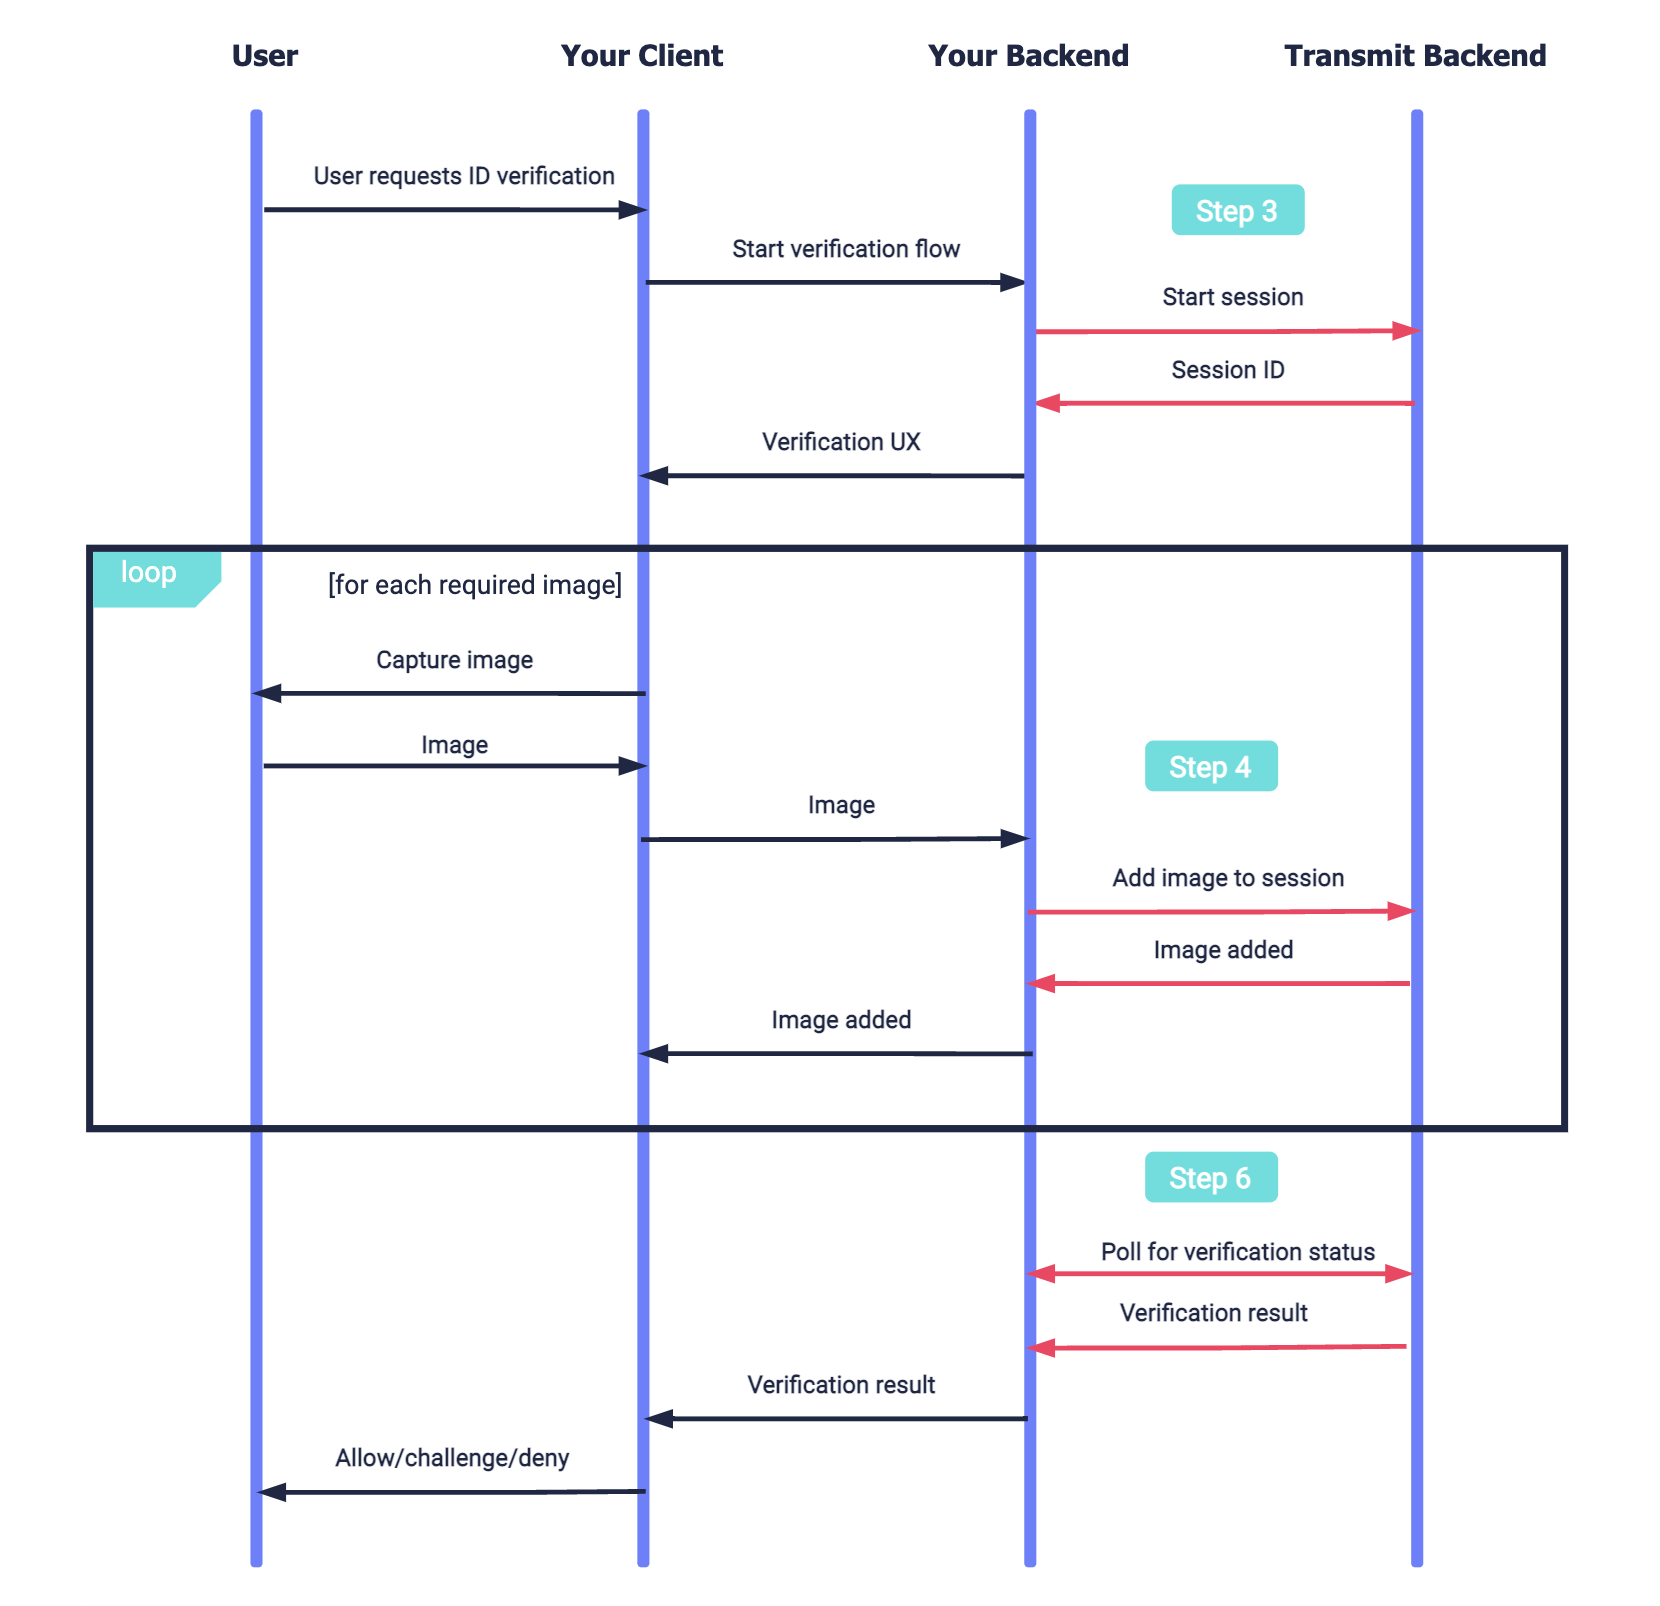 User
Your Client
Your Backend
Transmit Backend
User requests ID verification
Step 3
Start verification flow
Start session
Session ID
Verification UX
loop
[for each required image]
Capture image
Image
Step 4
Image
Add image to session
Image added
Image added
Step 6
Poll for verification status
Verification result
Verification result
Allow/challenge/deny